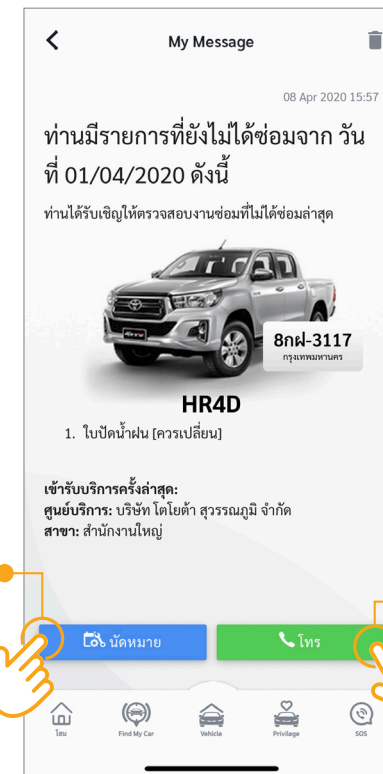 My Message
08 Apr 2020 15:57
ท่านมีรายการที่ยังไม่ได้ซ่อมจาก วัน
ที่ 01/04/2020 ดังนี้
ท่านได้รับเชิญให้ตรวจสอบงานซ่อมที่ไม่ได้ซ่อมล่าสุด
8กฝ-3117
กรุงเทพมหานคร
HR4D
1. ใบปัดน้ำฝน [ควรเปลี่ยน]
เข้ารับบริการครั้งล่าสุด:
ศูนย์บริการ: บริษัท โตโยต้า สุวรรณภูมิ จำกัด
สาขา: สำนักงานใหญ่
นัดหมาย
โทร
โฮม
Find My Car
Vehicle
Privilege
SOS